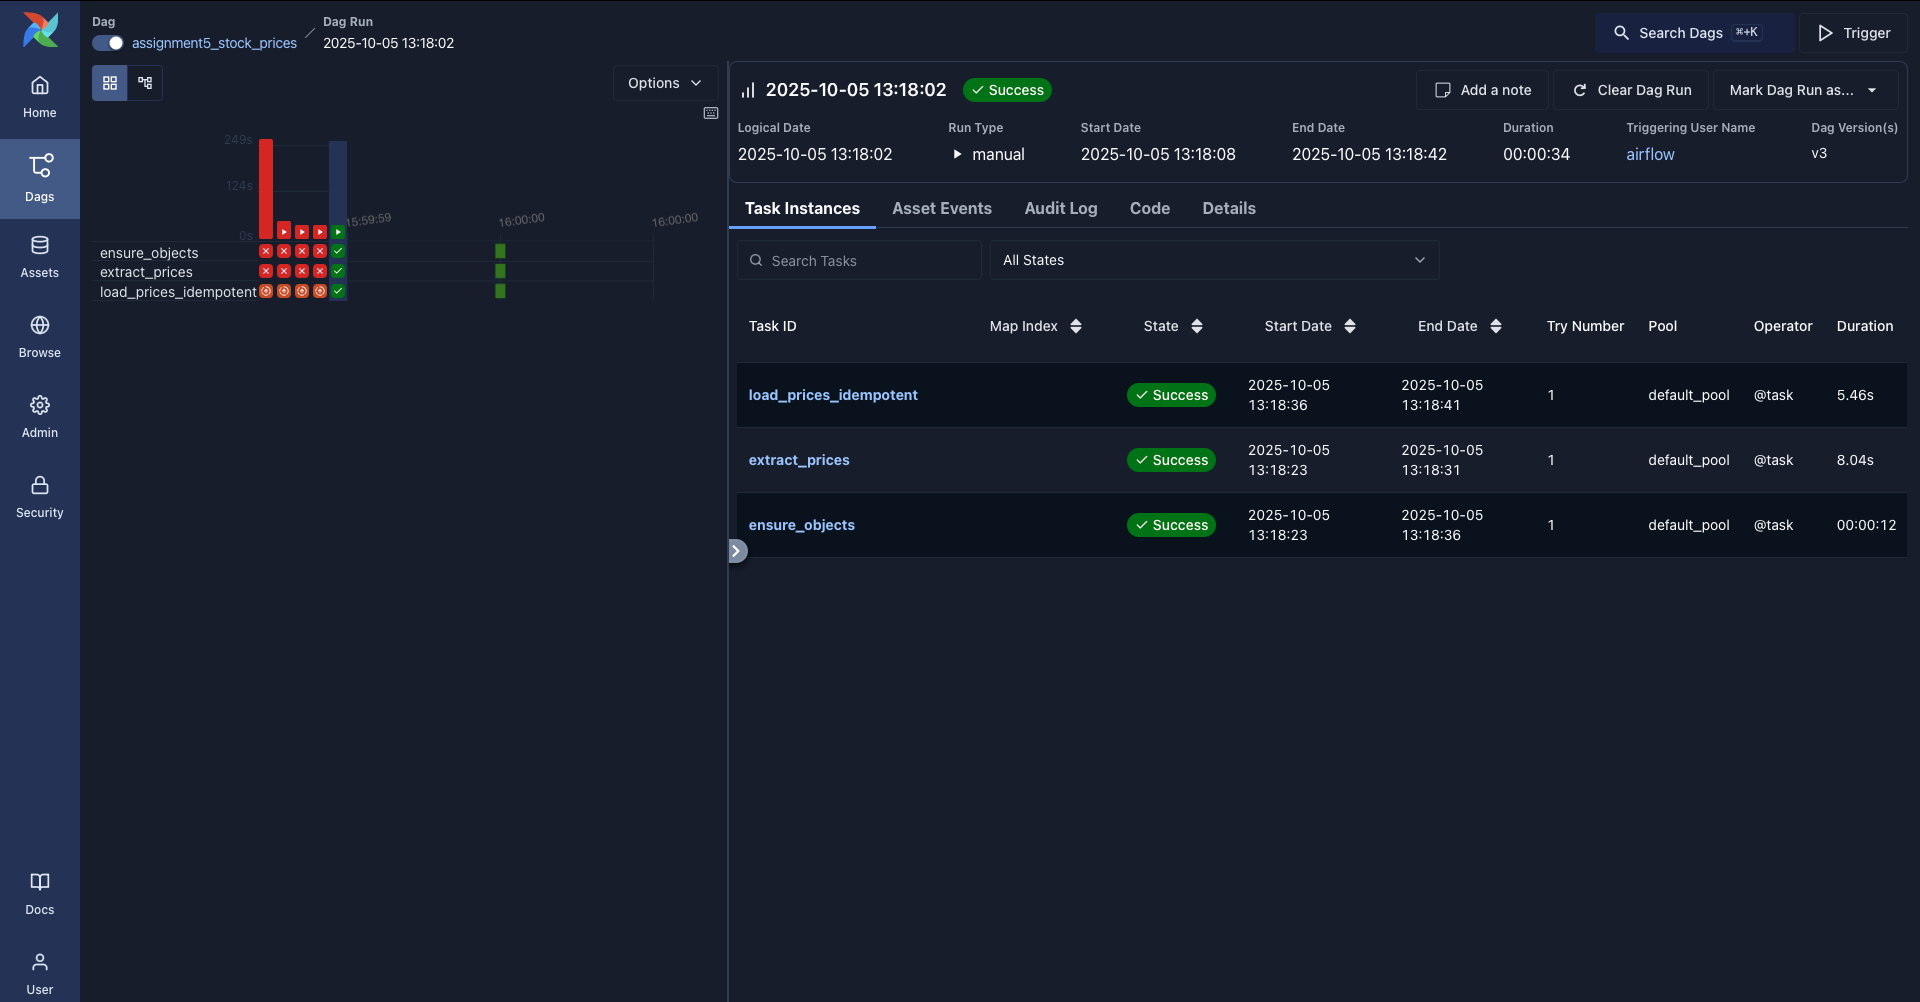 Dag
assignment5_stock_prices
/
Dag Run
2025-10-05 13:18:02
Search Dags ⌘+K
Trigger
Home
Dags
Assets
Browse
Admin
Security
Docs
User
Options
249s
124s
0s
15:59:59
16:00:00
16:00:00
ensure_objects
extract_prices
load_prices_idempotent
2025-10-05 13:18:02 Success
Add a note
Clear Dag Run
Mark Dag Run as...
Logical Date Run Type Start Date End Date Duration Triggering User Name Dag Version(s)
2025-10-05 13:18:02 manual 2025-10-05 13:18:08 2025-10-05 13:18:42 00:00:34 airflow v3
Task Instances Asset Events Audit Log Code Details
Search Tasks
All States
Task ID Map Index State Start Date End Date Try Number Pool Operator Duration
load_prices_idempotent Success 2025-10-05 13:18:36 2025-10-05 13:18:41 1 default_pool @task 5.46s
extract_prices Success 2025-10-05 13:18:23 2025-10-05 13:18:31 1 default_pool @task 8.04s
ensure_objects Success 2025-10-05 13:18:23 2025-10-05 13:18:36 1 default_pool @task 00:00:12